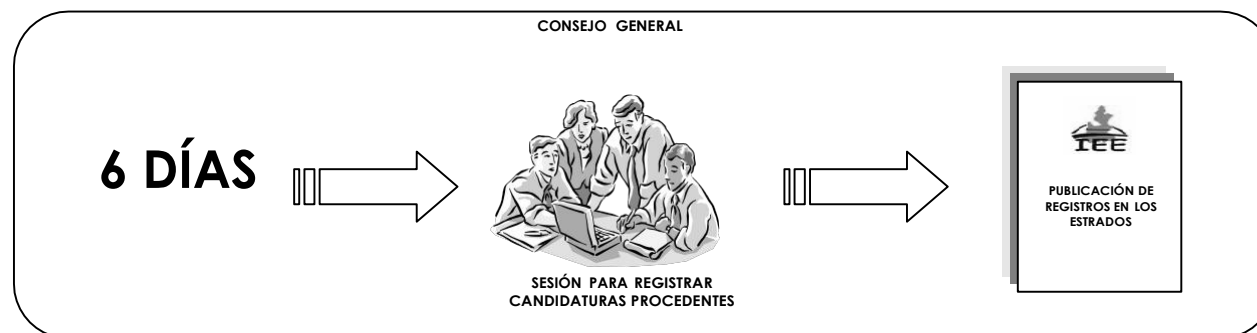 CONSEJO GENERAL
6 DÍAS
SESIÓN PARA REGISTRAR
CANDIDATURAS PROCEDENTES
IEE
PUBLICACIÓN DE
REGISTROS EN LOS
ESTRADOS